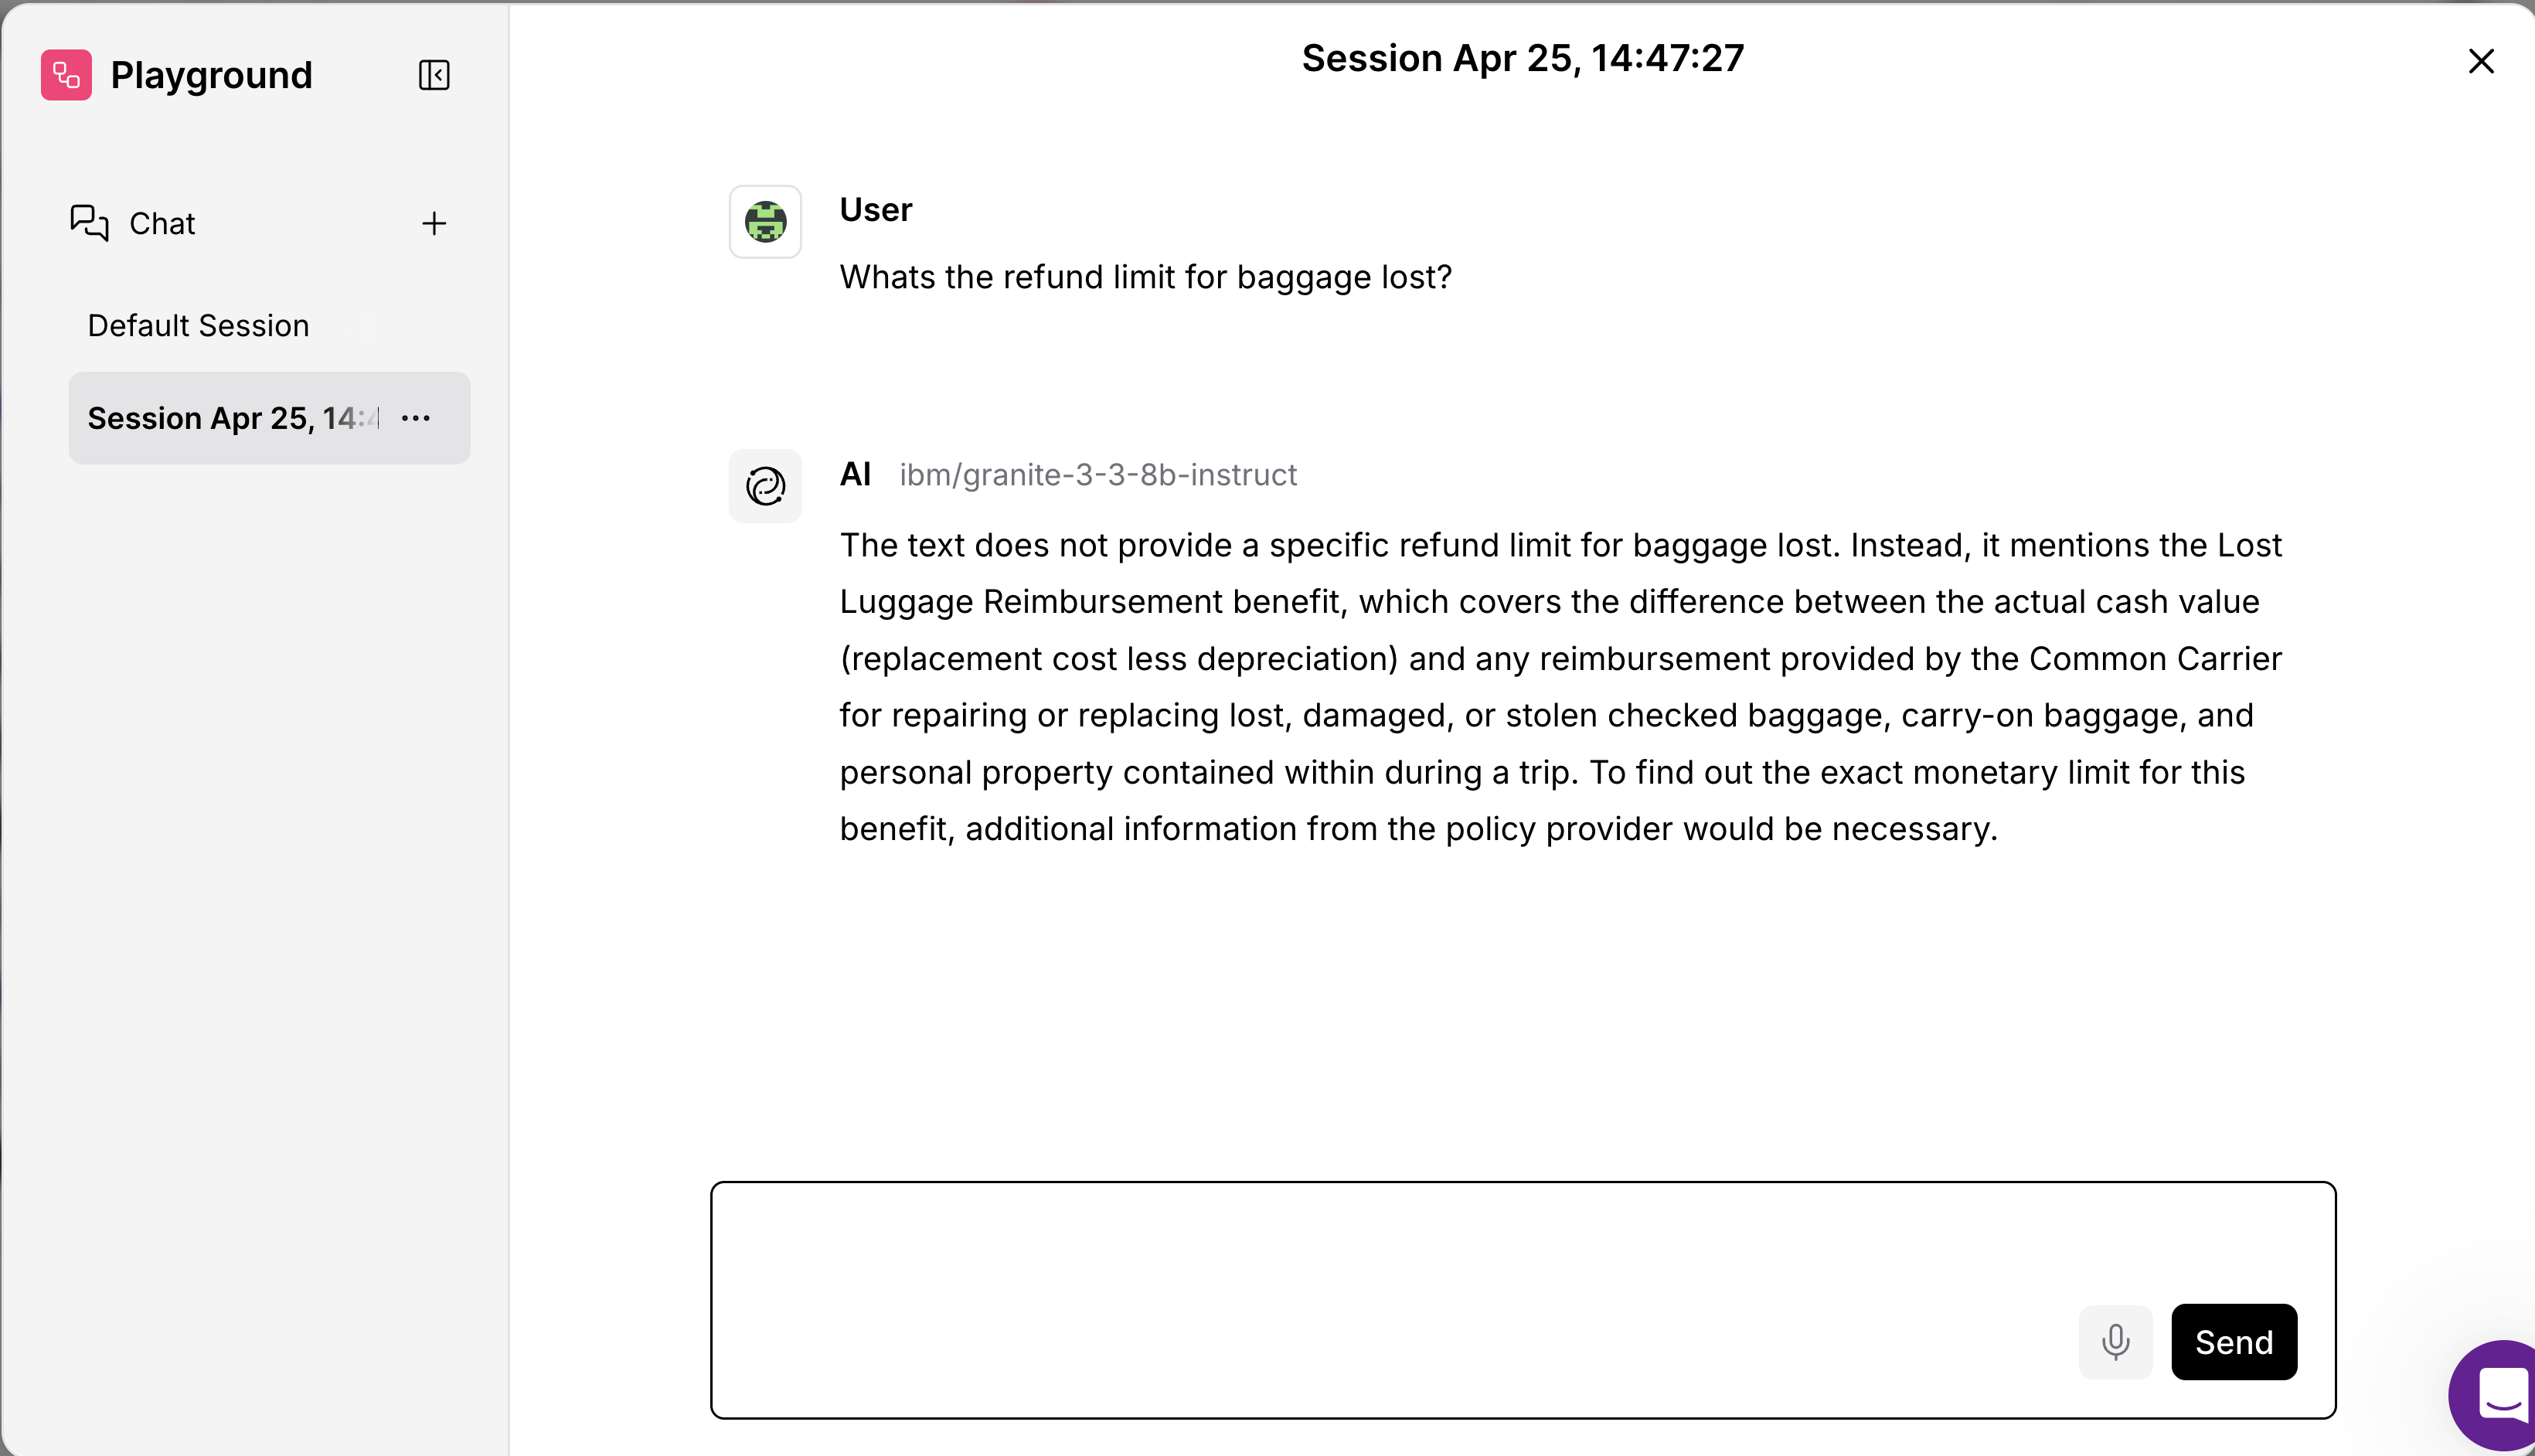 Playground
Chat
Default Session
Session Apr 25, 14:4
Session Apr 25, 14:47:27
User
Whats the refund limit for baggage lost?
AI ibm/granite-3-3-8b-instruct
The text does not provide a specific refund limit for baggage lost. Instead, it mentions the Lost
Luggage Reimbursement benefit, which covers the difference between the actual cash value
(replacement cost less depreciation) and any reimbursement provided by the Common Carrier
for repairing or replacing lost, damaged, or stolen checked baggage, carry-on baggage, and
personal property contained within during a trip. To find out the exact monetary limit for this
benefit, additional information from the policy provider would be necessary.
Send